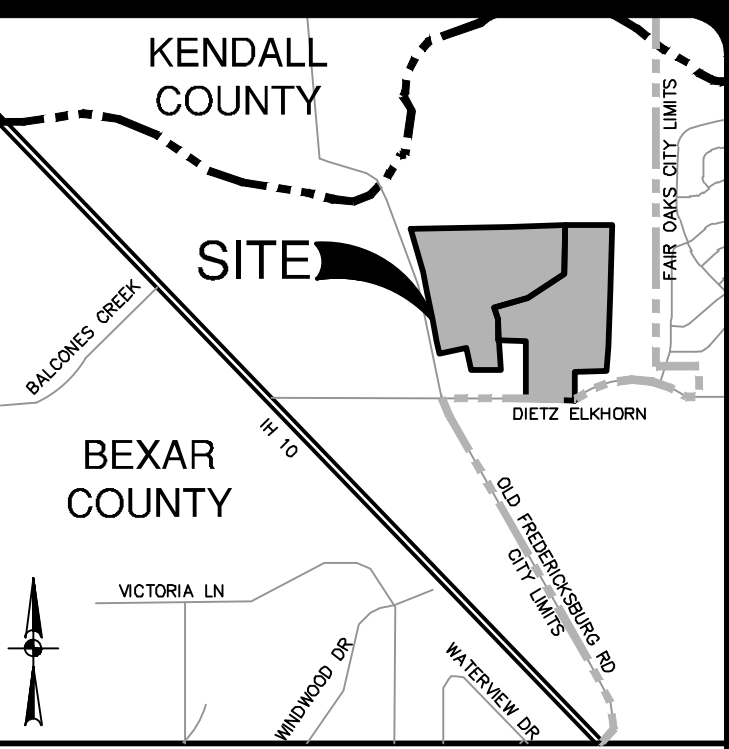 KENDALL
COUNTY
FAIR OAKS CITY LIMITS
SITE
BALCONES CREEK
DIETZ ELKHORN
IH 10
BEXAR
COUNTY
OLD FREDERICKSBURG RD
CITY LIMITS
VICTORIA LN
WINDWOOD DR
WATERVIEW DR